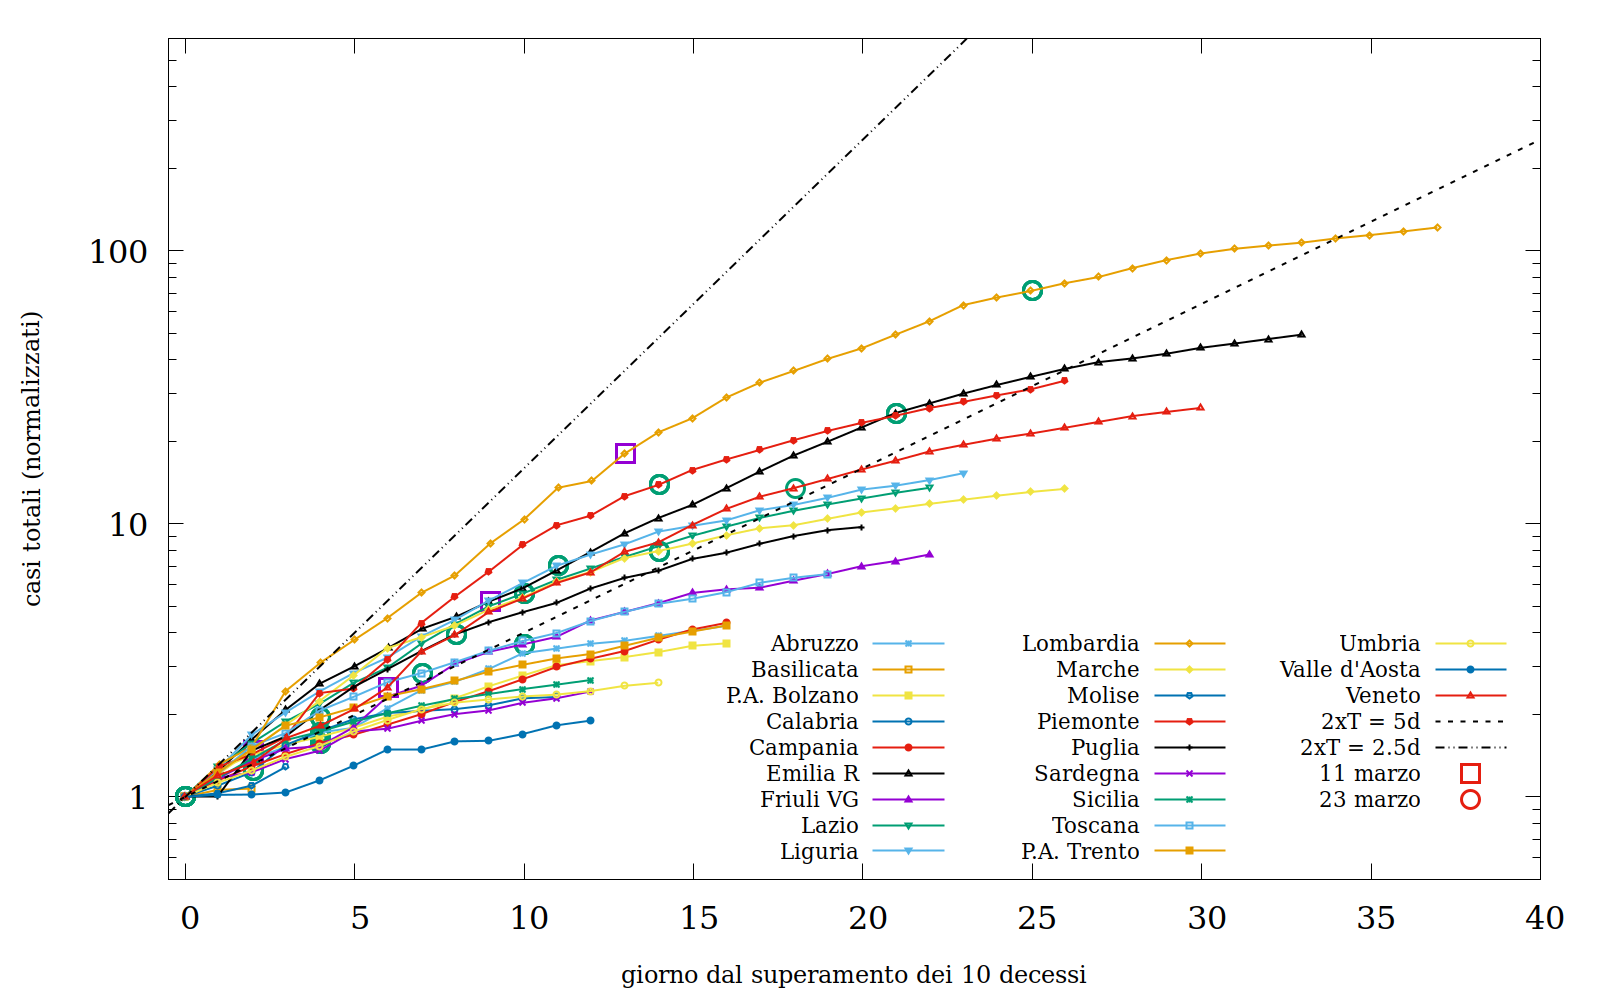 100
10
1
casi totali (normalizzati)
Abruzzo
Basilicata
P.A. Bolzano
Calabria
Campania
Emilia R
Friuli VG
Lazio
Liguria
Lombardia
Marche
Molise
Piemonte
Puglia
Sardegna
Sicilia
Toscana
P.A. Trento
Umbria
Valle d'Aosta
Veneto
2xT = 5d
2xT = 2.5d
11 marzo
23 marzo
0 5 10 15 20 25 30 35 40
giorno dal superamento dei 10 decessi